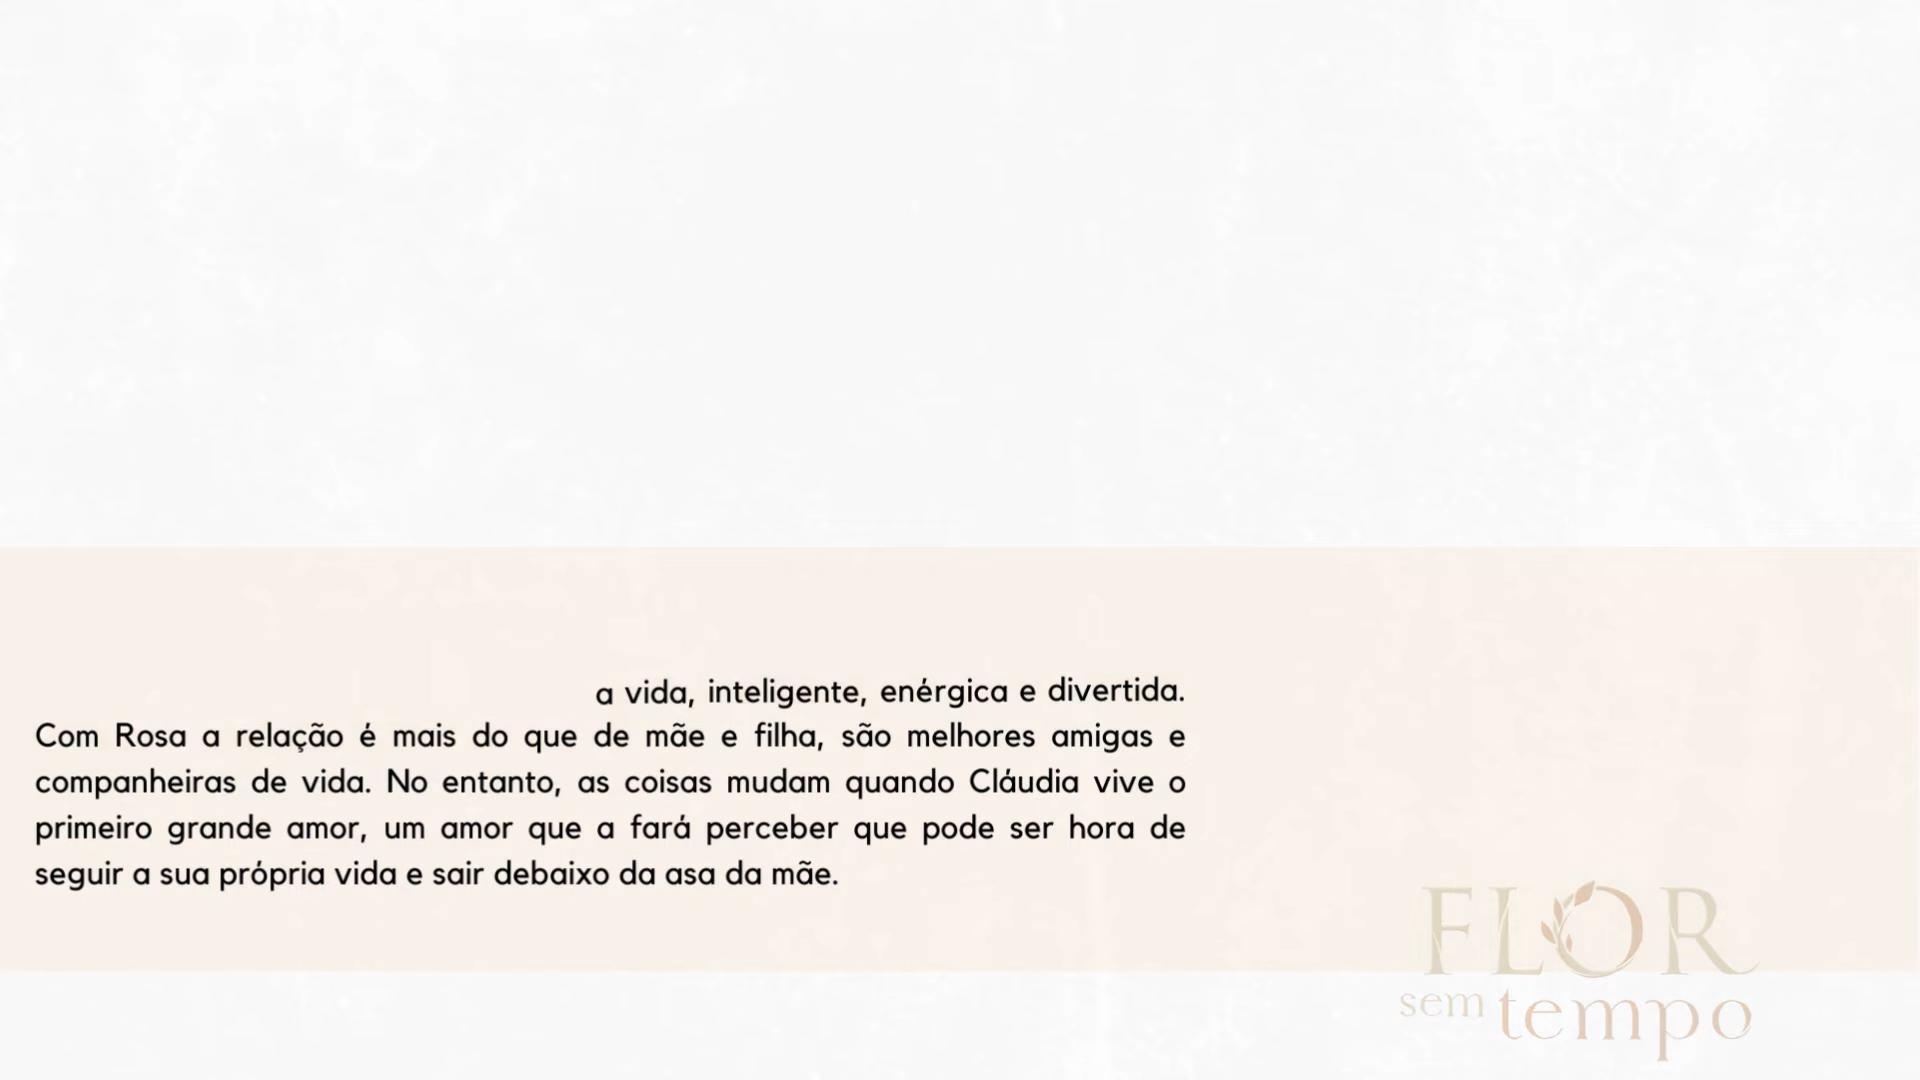 a vida, inteligente, enérgica e divertida.
Com Rosa a relação é mais do que de mãe e filha, são melhores amigas e
companheiras de vida. No entanto, as coisas mudam quando Cláudia vive o
primeiro grande amor, um amor que a fará perceber que pode ser hora de
seguir a sua própria vida e sair debaixo da asa da mãe.
FLOR
sem tempo